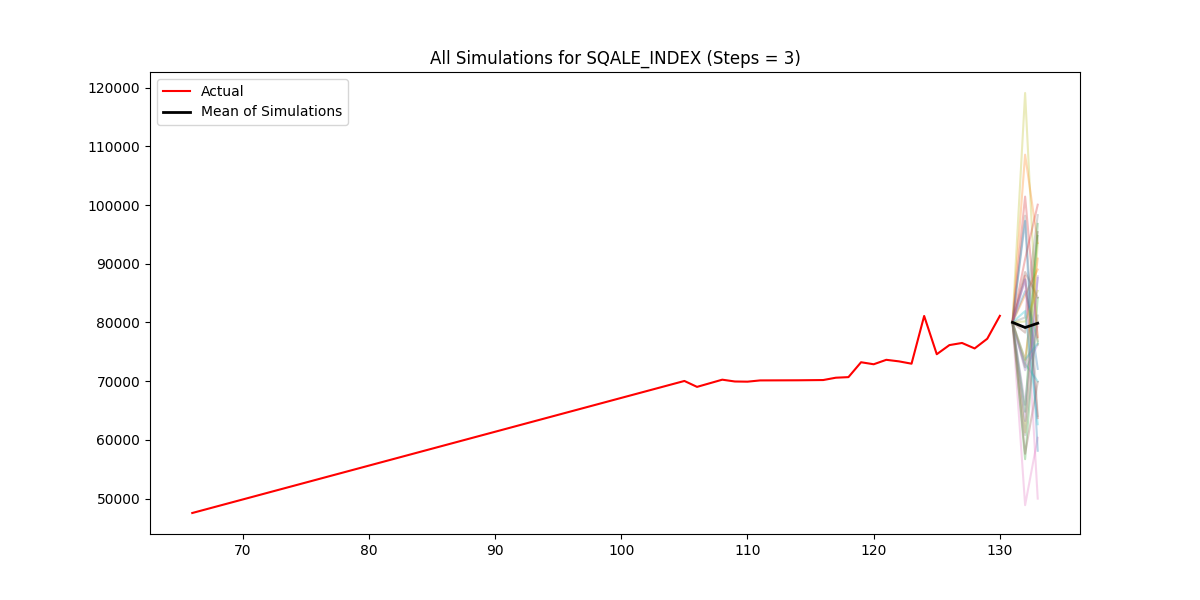 All Simulations for SQALE_INDEX (Steps = 3)
Actual
Mean of Simulations
120000
110000
100000
90000
80000
70000
60000
50000
70 80 90 100 110 120 130